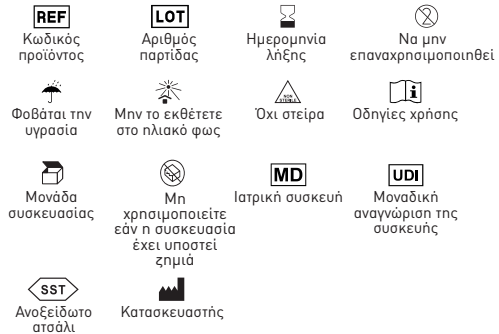 REF
Κωδικός
προϊόντος
LOT
Αριθμός
παρτίδας
Ημερομηνία
λήξης
2
Να μην
επαναχρησιμοποιηθεί
Φοβάται την
υγρασία
Μην το εκθέτετε
στο ηλιακό φως
NON
STERILE
Όχι στείρα
i
Οδηγίες χρήσης
Μονάδα
συσκευασίας
Μη
χρησιμοποιείτε
εάν η συσκευασία
έχει υποστεί
ζημιά
MD
Ιατρική συσκευή
UDI
Μοναδική
αναγνώριση της
συσκευής
SST
Ανοξείδωτο
ατσάλι
Κατασκευαστής